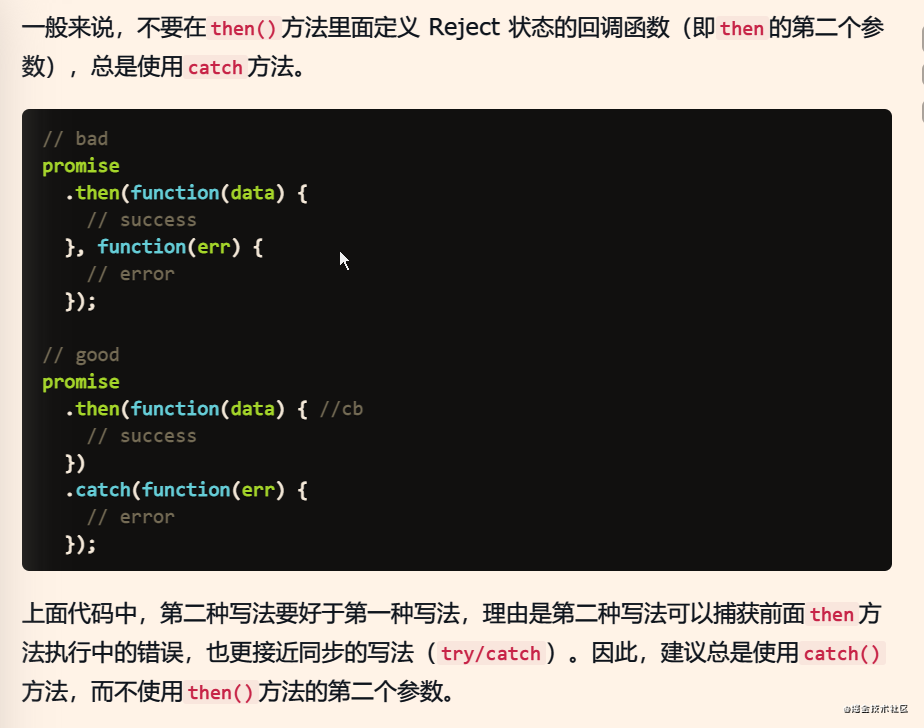 一般来说，不要在then()方法里面定义 Reject 状态的回调函数（即then的第二个参
数），总是使用catch方法。
// bad
promise
  .then(function(data) {
    // success
  }, function(err) {
    // error
  });
// good
promise
  .then(function(data) { //cb
    // success
  })
  .catch(function(err) {
    // error
  });
上面代码中，第二种写法要好于第一种写法，理由是第二种写法可以捕获前面then方
法执行中的错误，也更接近同步的写法（try/catch）。因此，建议总是使用catch()
方法，而不使用then()方法的第二个参数。
@掘金技术社区